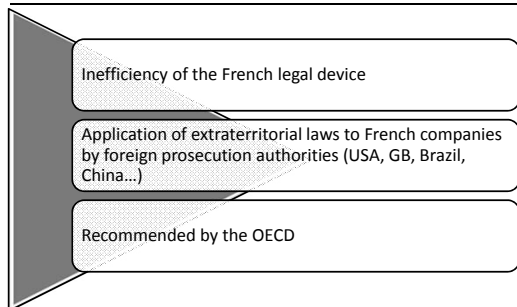 Inefficiency of the French legal device
Application of extraterritorial laws to French companies
by foreign prosecution authorities (USA, GB, Brazil,
China…)
Recommended by the OECD